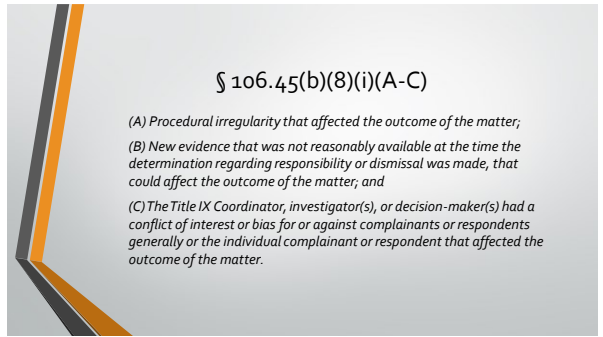 § 106.45(b)(8)(i)(A-C)
(A) Procedural irregularity that affected the outcome of the matter;
(B) New evidence that was not reasonably available at the time the
determination regarding responsibility or dismissal was made, that
could affect the outcome of the matter; and
(C) The Title IX Coordinator, investigator(s), or decision-maker(s) had a
conflict of interest or bias for or against complainants or respondents
generally or the individual complainant or respondent that affected the
outcome of the matter.